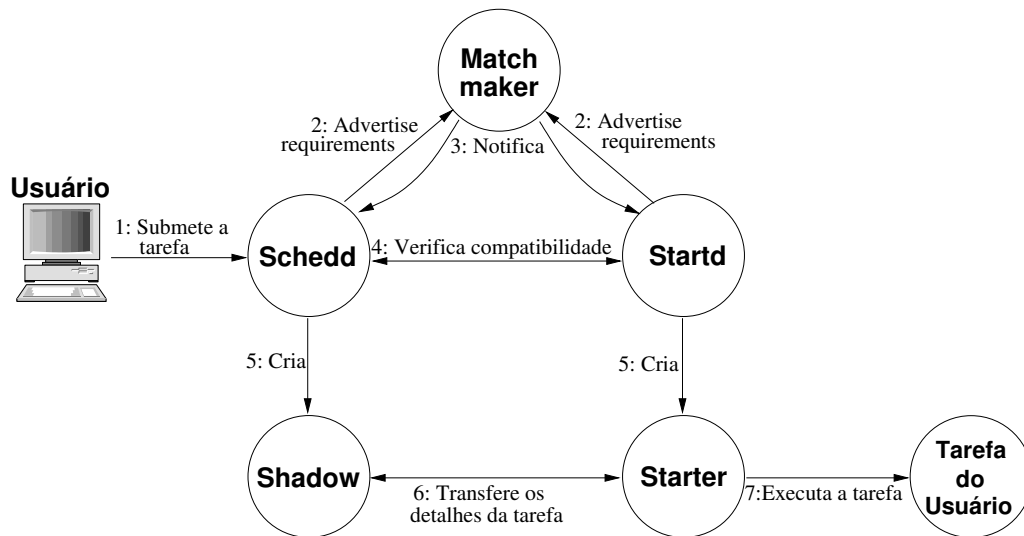 Match
maker
2: Advertise
requirements
2: Advertise
requirements
3: Notifica
Usuário
1: Submete a
tarefa
Schedd
4: Verifica compatibilidade
Startd
5: Cria
5: Cria
Shadow
6: Transfere os
detalhes da tarefa
Starter
7:Executa a tarefa
Tarefa
do
Usuário